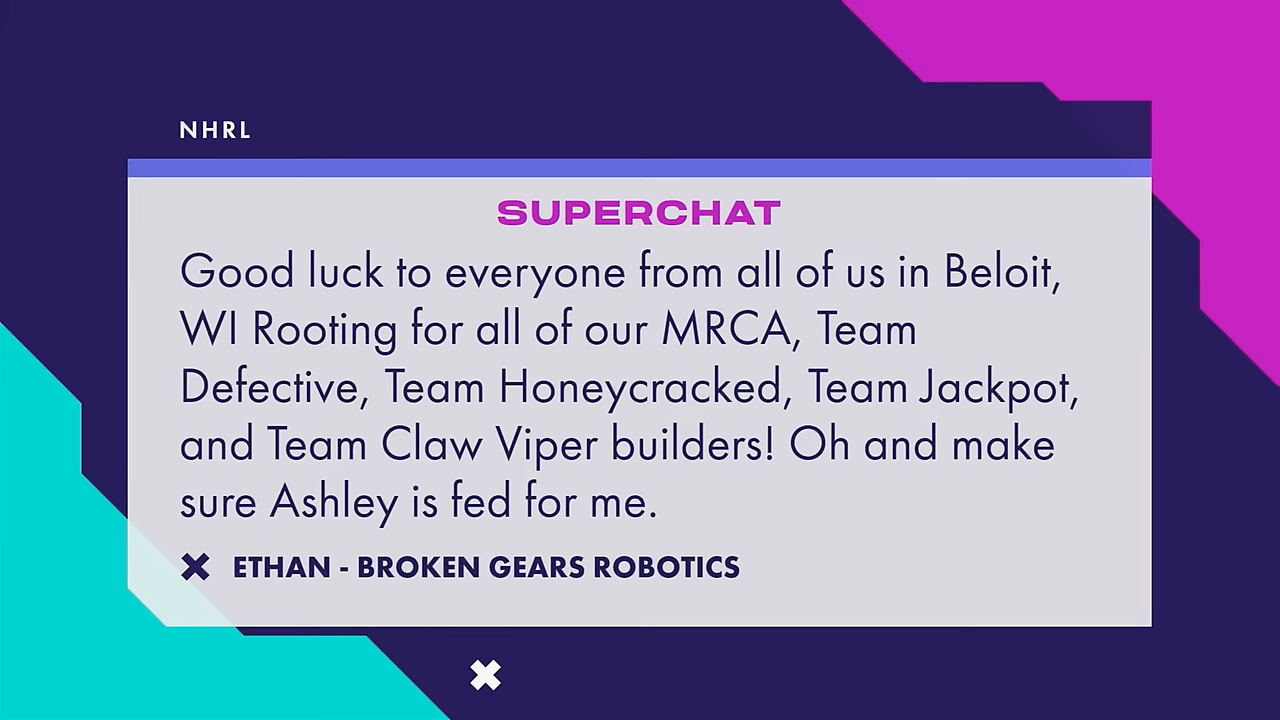 NHRL
SUPERCHAT
Good luck to everyone from all of us in Beloit,
WI Rooting for all of our MRCA, Team
Defective, Team Honeycracked, Team Jackpot,
and Team Claw Viper builders! Oh and make
sure Ashley is fed for me.
ETHAN - BROKEN GEARS ROBOTICS